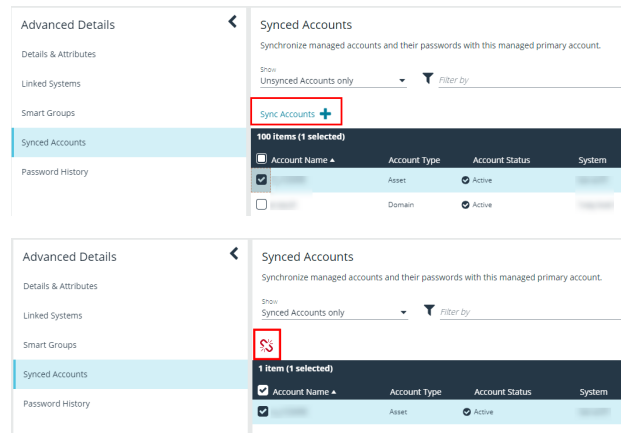 Advanced Details
Details & Attributes
Linked Systems
Smart Groups
Synced Accounts
Password History
Synced Accounts
Synchronize managed accounts and their passwords with this managed primary account.
Show
Unsynced Accounts only
Filter by
Sync Accounts
100 items (1 selected)
Account Name Account Type Account Status System
Asset Active
Domain Active
Advanced Details
Details & Attributes
Linked Systems
Smart Groups
Synced Accounts
Password History
Synced Accounts
Synchronize managed accounts and their passwords with this managed primary account.
Show
Synced Accounts only
Filter by
1 item (1 selected)
Account Name Account Type Account Status System
Asset Active